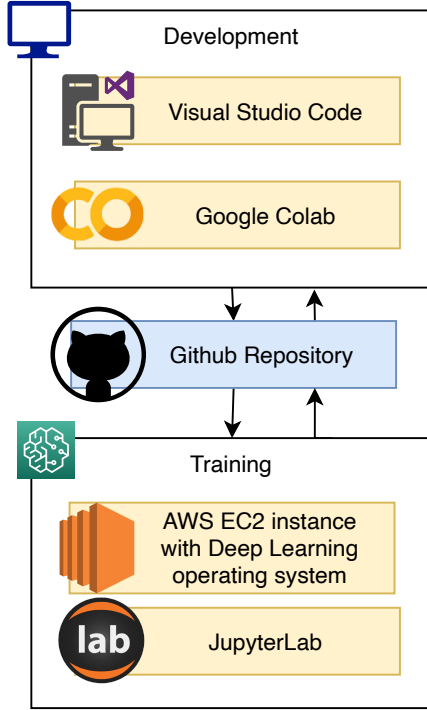 Development
Visual Studio Code
Google Colab
Github Repository
Training
AWS EC2 instance
with Deep Learning
operating system
lab
JupyterLab